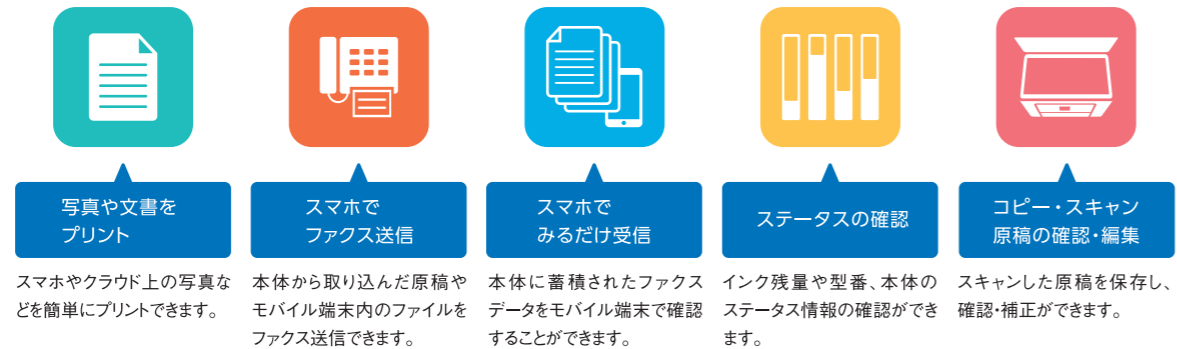 写真や文書を
プリント
スマホやクラウド上の写真な
どを簡単にプリントできます。
スマホで
ファクス送信
本体から取り込んだ原稿や
モバイル端末内のファイルを
ファクス送信できます。
スマホで
みるだけ受信
本体に蓄積されたファクス
データをモバイル端末で確認
することができます。
ステータスの確認
インク残量や型番、本体の
ステータス情報の確認ができ
ます。
コピー・スキャン
原稿の確認・編集
スキャンした原稿を保存し、
確認・補正ができます。